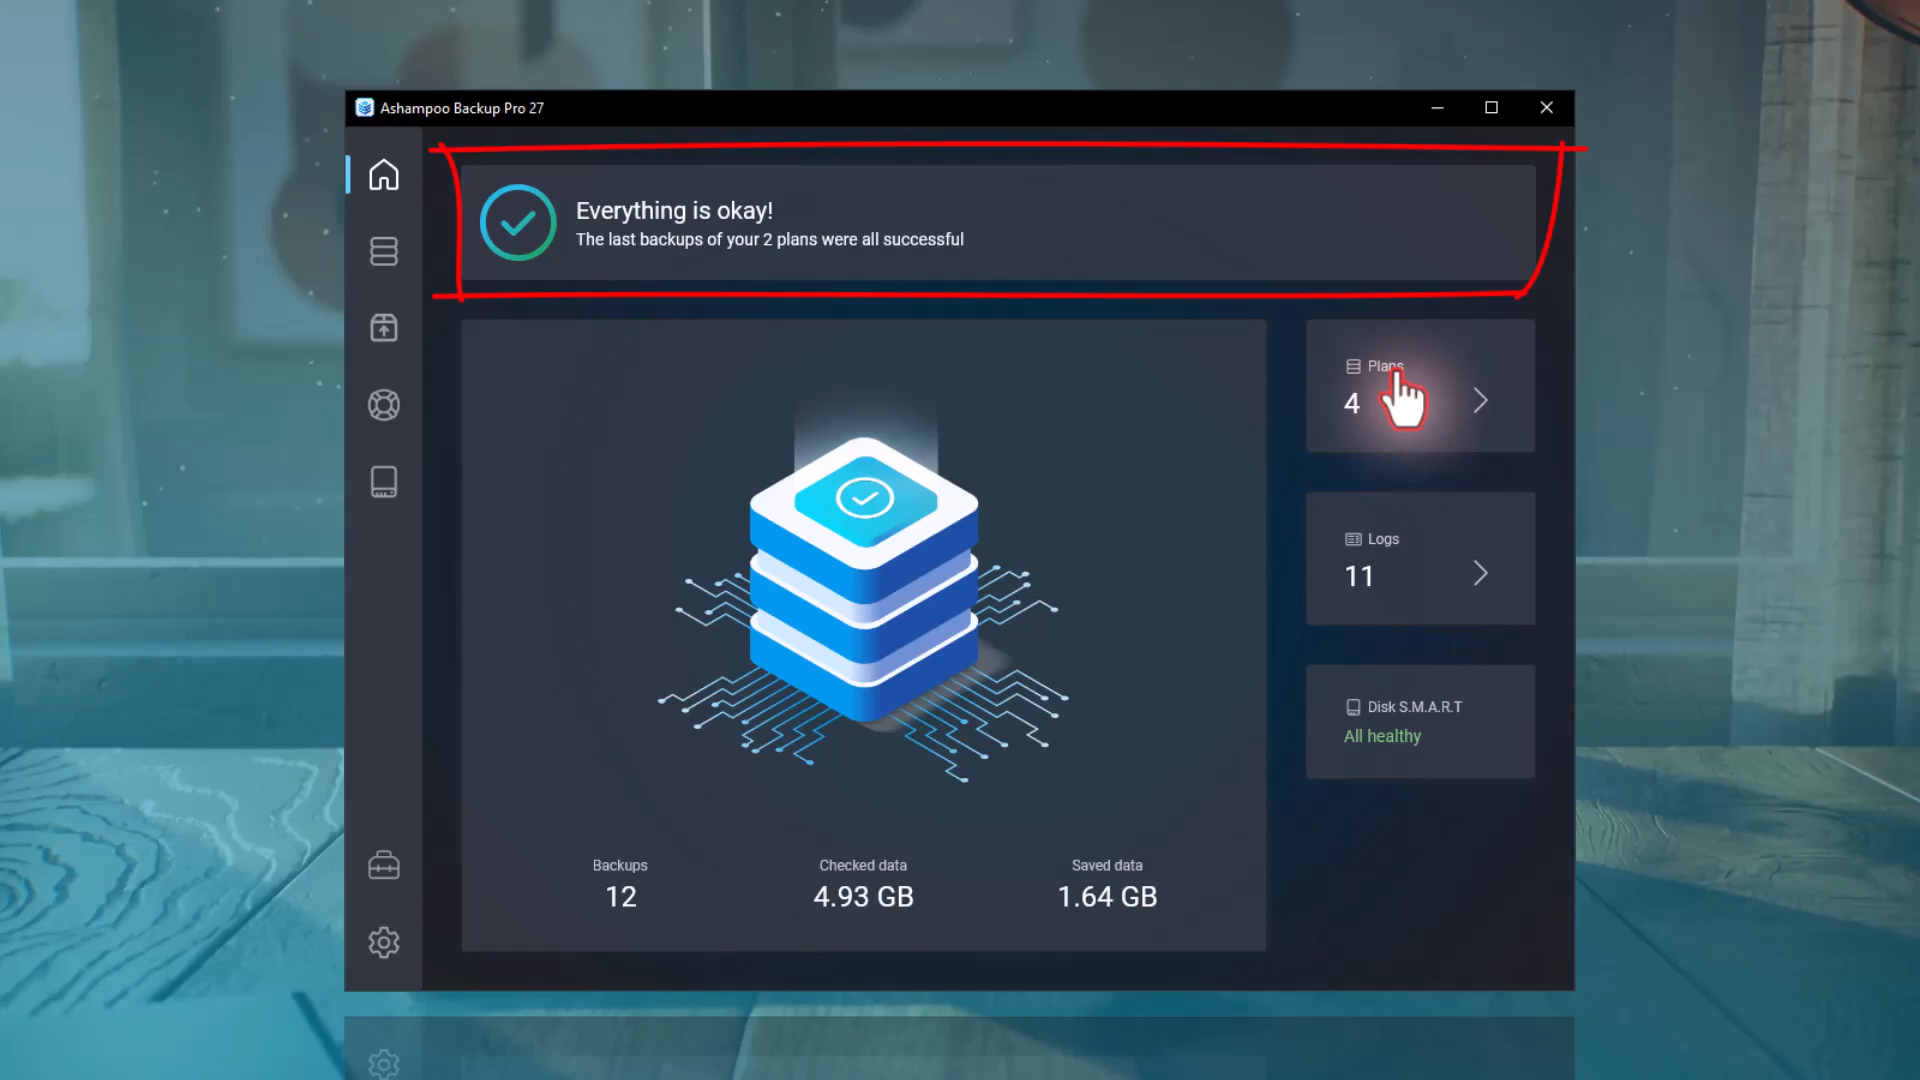 Ashampoo Backup Pro 27
Everything is okay!
The last backups of your 2 plans were all successful
Plans
4
Logs
11
Disk S.M.A.R.T
All healthy
Backups
12
Checked data
4.93 GB
Saved data
1.64 GB